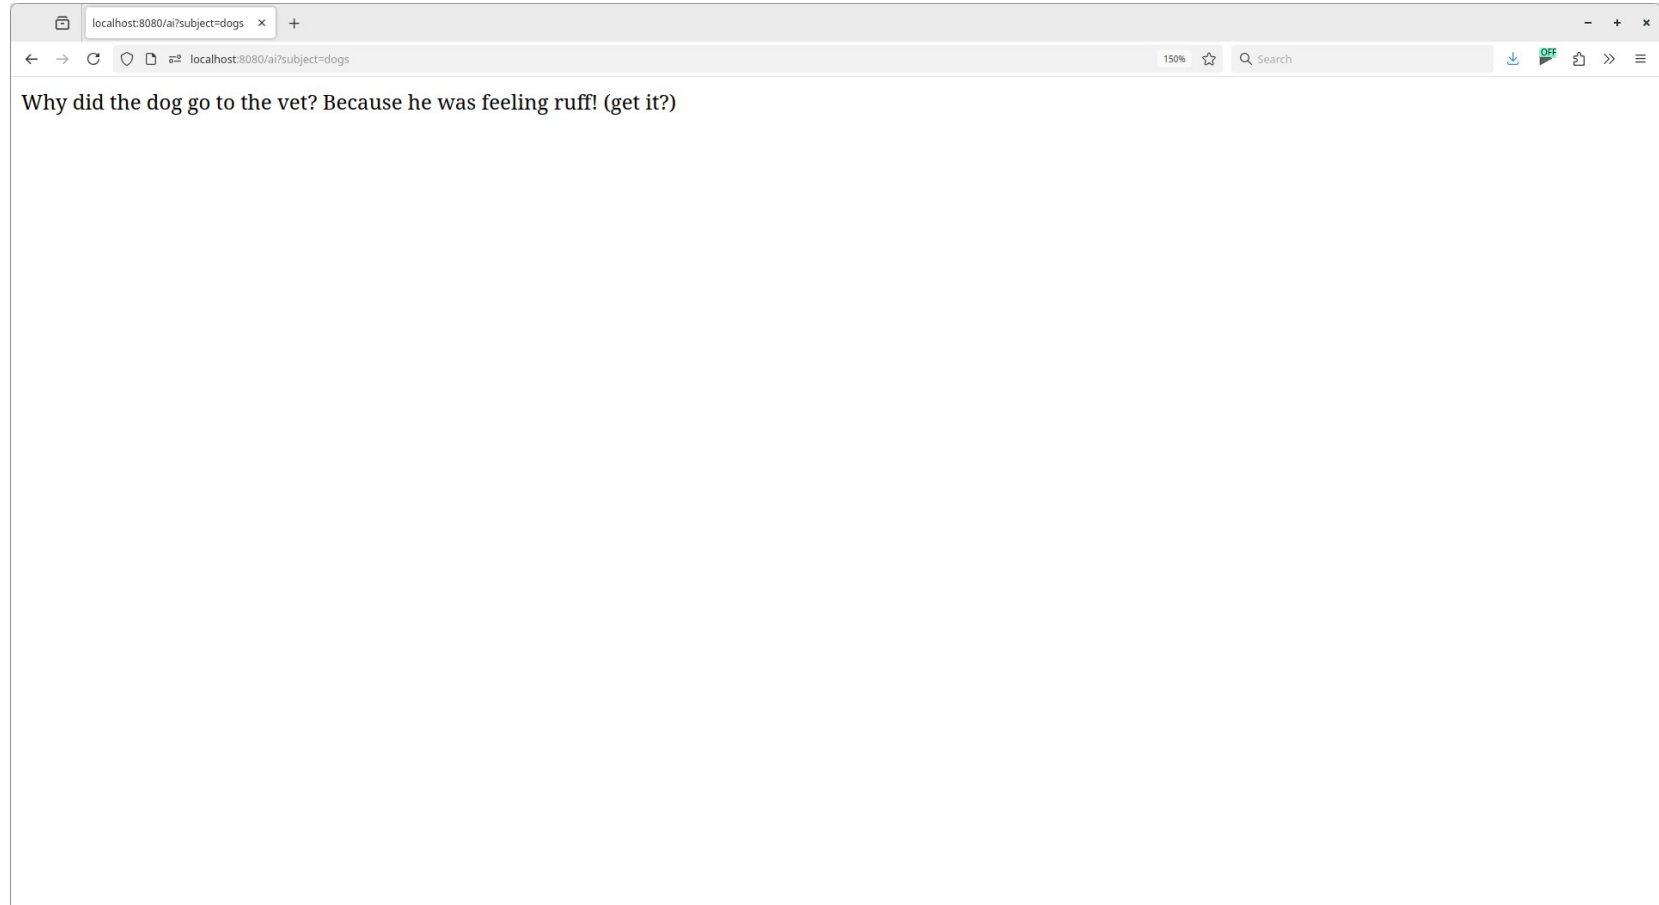 localhost:8080/ai?subject=dogs
localhost:8080/ai?subject=dogs
150%
Search
OFF
Why did the dog go to the vet? Because he was feeling ruff! (get it?)